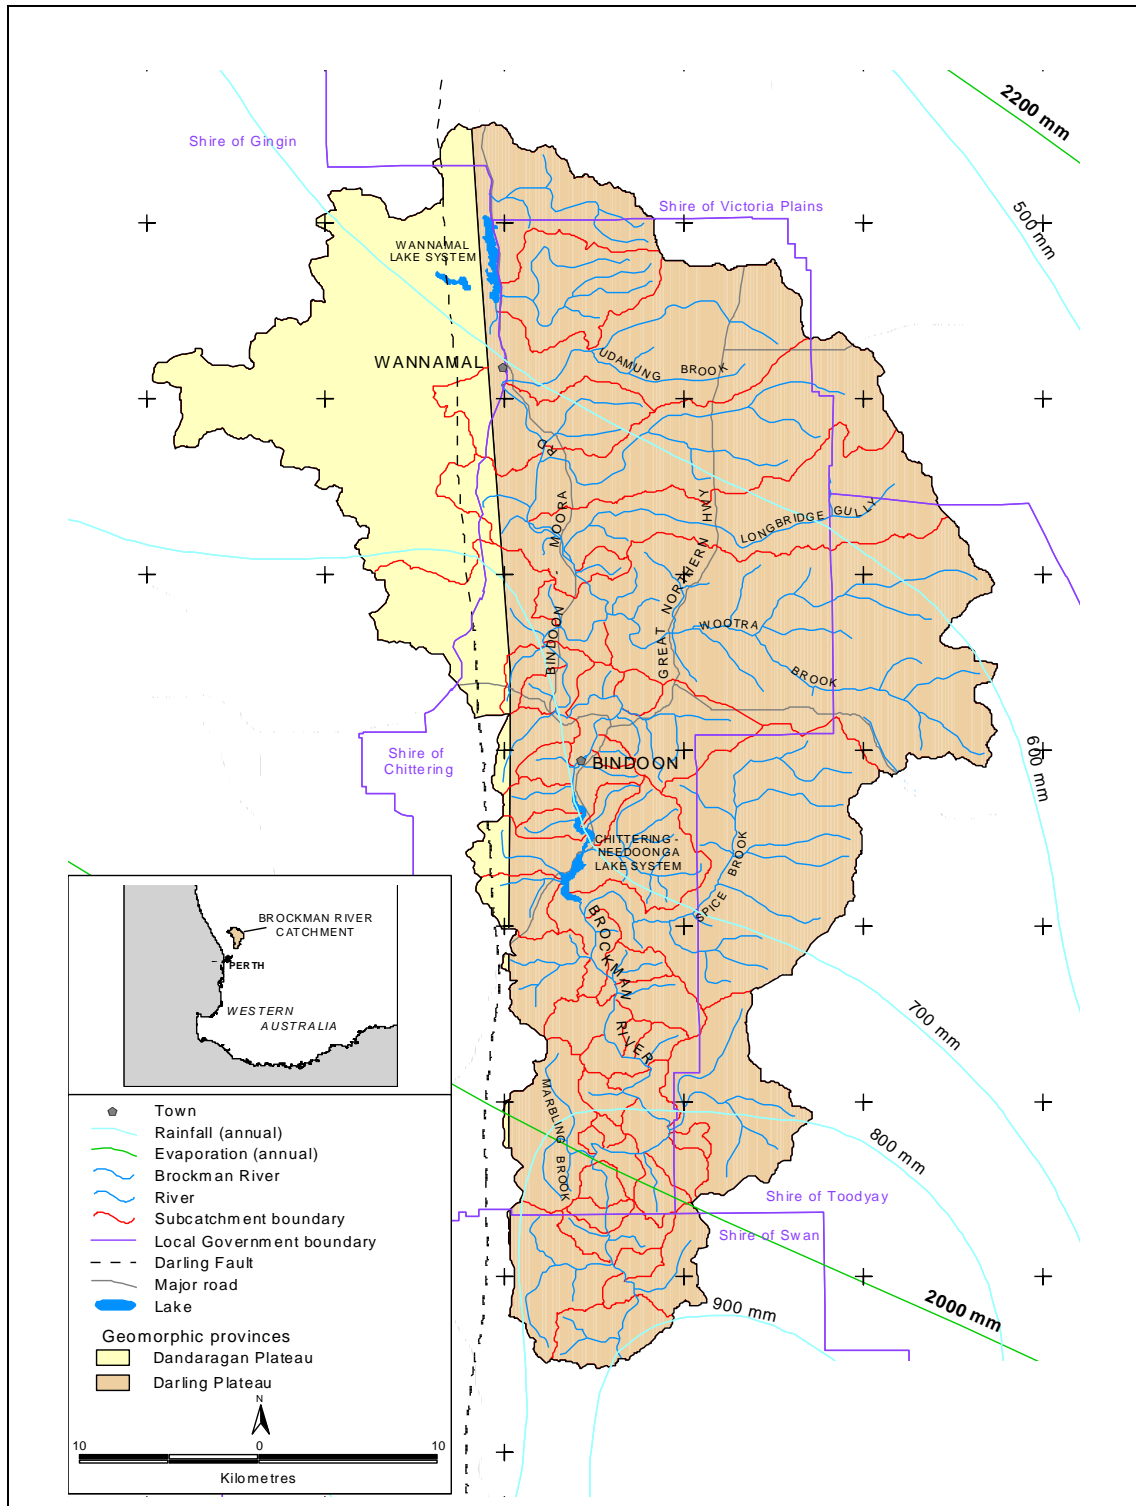 2200 mm
Shire of Gingin
500 mm
Shire of Victoria Plains
WANNAMAL
LAKE SYSTEM
WANNAMAL
UDAMUNG BROOK
RD
BINDOON - MOORA
GREAT NORTHERN HWY
LONGBRIDGE GULLY
WOOTRA
BROOK
Shire of
Chittering
BINDOON
600 mm
CHITTERING -
NEEDOONGA
LAKE SYSTEM
SPICE BROOK
BROCKMAN
RIVER
MARBLING BROOK
700 mm
800 mm
Shire of Toodyay
Shire of Swan
900 mm
2000 mm
BROCKMAN RIVER
CATCHMENT
PERTH
WESTERN
AUSTRALIA
Town
Rainfall (annual)
Evaporation (annual)
Brockman River
River
Subcatchment boundary
Local Government boundary
Darling Fault
Major road
Lake
Geomorphic provinces
Dandaragan Plateau
Darling Plateau
N
10 0 10
Kilometres